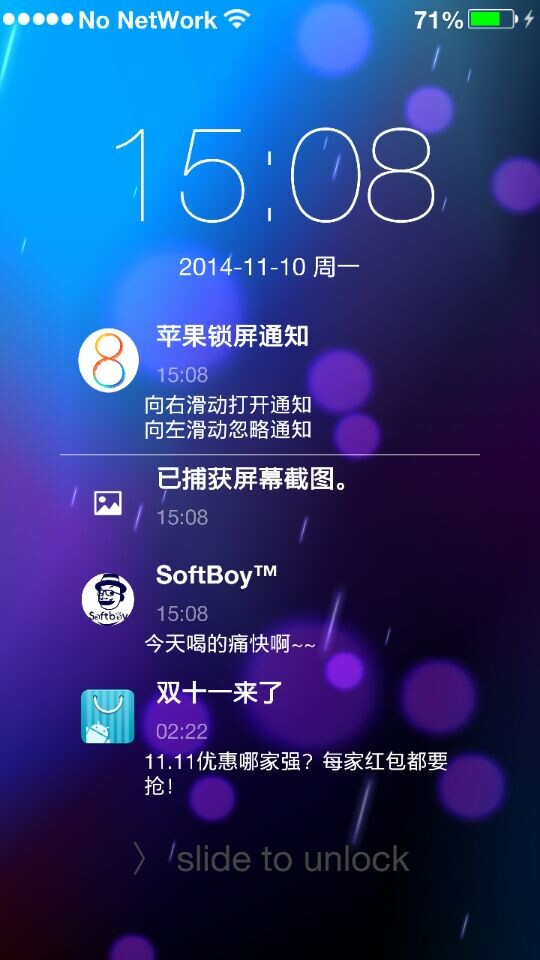 No NetWork 71%
15:08
2014-11-10 周一
苹果锁屏通知
8
15:08
向右滑动打开通知
向左滑动忽略通知
已捕获屏幕截图。
15:08
SoftBoy™
Softboy
15:08
今天喝的痛快啊~~
双十一来了
02:22
11.11优惠哪家强？每家红包都要
抢！
〉 slide to unlock